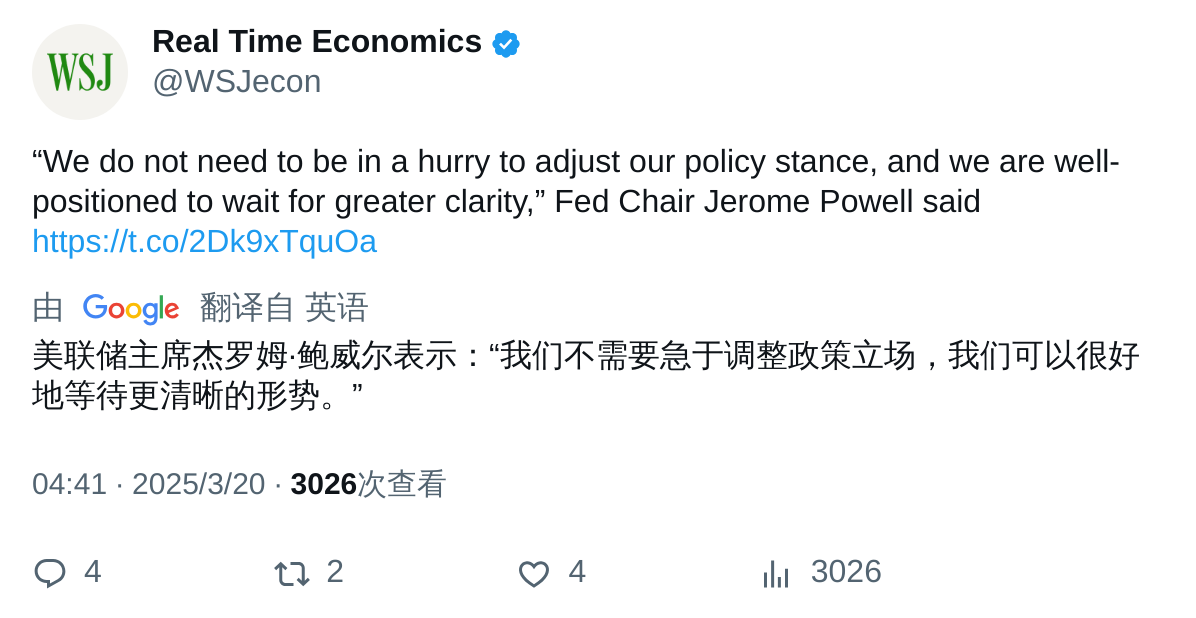 WSJ
Real Time Economics
@WSJecon
“We do not need to be in a hurry to adjust our policy stance, and we are well-
positioned to wait for greater clarity,” Fed Chair Jerome Powell said
https://t.co/2Dk9xTquOa
由 Google 翻译自 英语
美联储主席杰罗姆·鲍威尔表示：“我们不需要急于调整政策立场，我们可以很好
地等待更清晰的形势。”
04:41 · 2025/3/20 · 3026次查看
4 2 4 3026